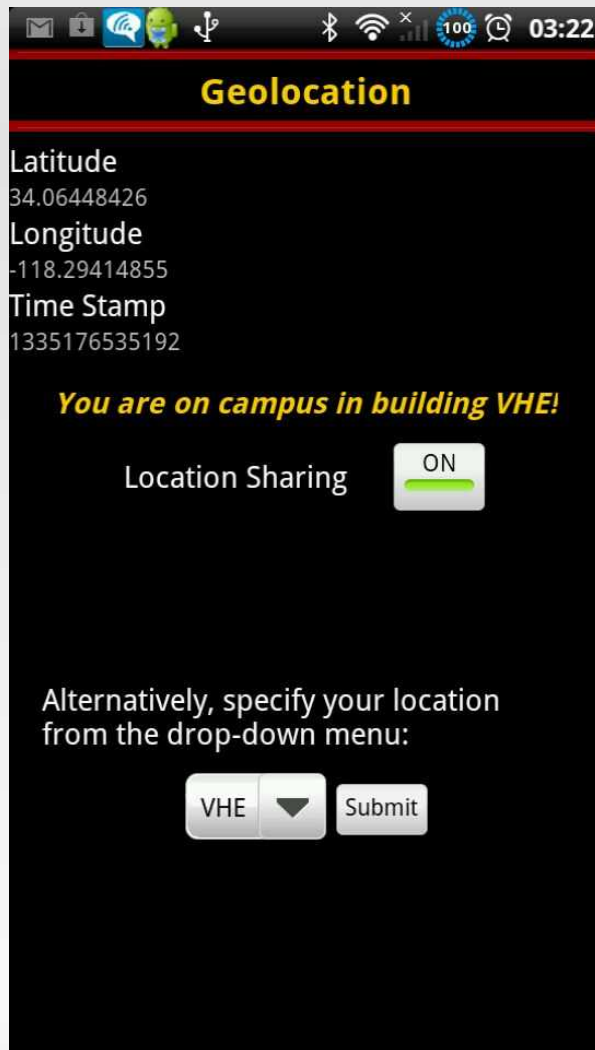 100 03:22
Geolocation
Latitude
34.06448426
Longitude
-118.29414855
Time Stamp
1335176535192
You are on campus in building VHE!
Location Sharing ON
Alternatively, specify your location
from the drop-down menu:
VHE Submit